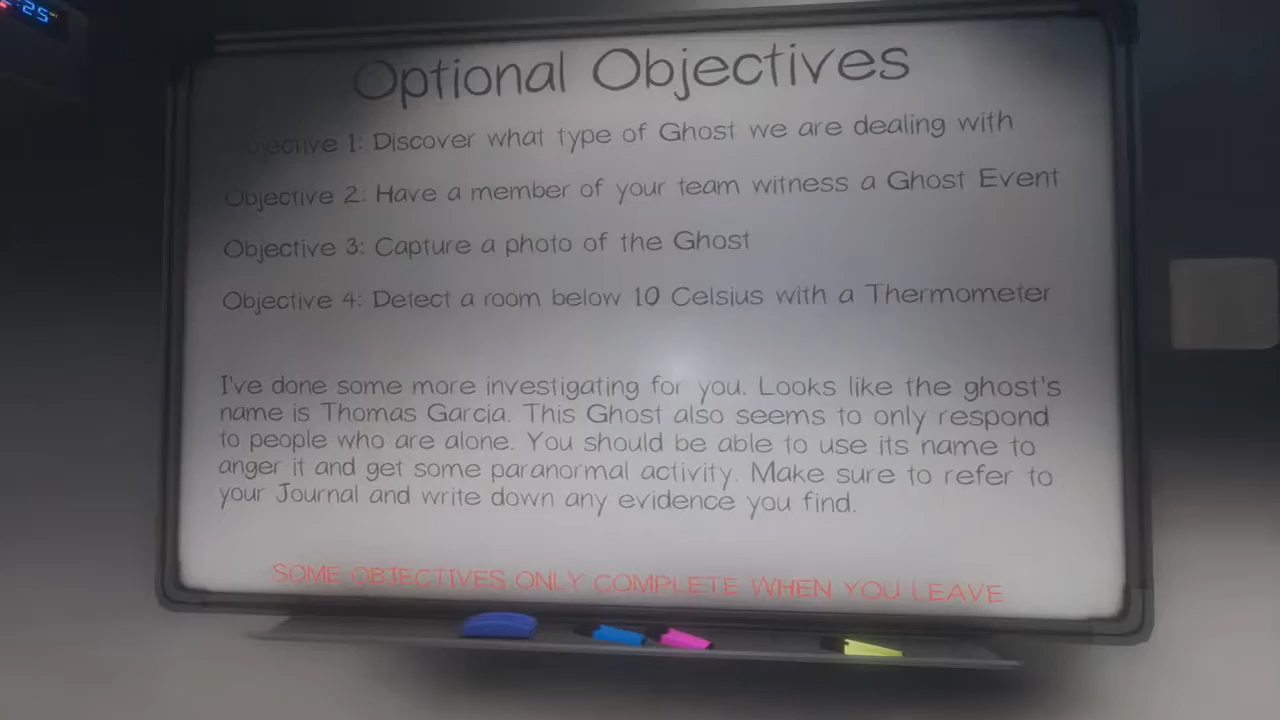 :25
Optional Objectives
Objective 1: Discover what type of Ghost we are dealing with
Objective 2: Have a member of your team witness a Ghost Event
Objective 3: Capture a photo of the Ghost
Objective 4: Detect a room below 10 Celsius with a Thermometer
I've done some more investigating for you. Looks like the ghost's
name is Thomas Garcia. This Ghost also seems to only respond
to people who are alone. You should be able to use its name to
anger it and get some paranormal activity. Make sure to refer to
your Journal and write down any evidence you find.
SOME OBJECTIVES ONLY COMPLETE WHEN YOU LEAVE